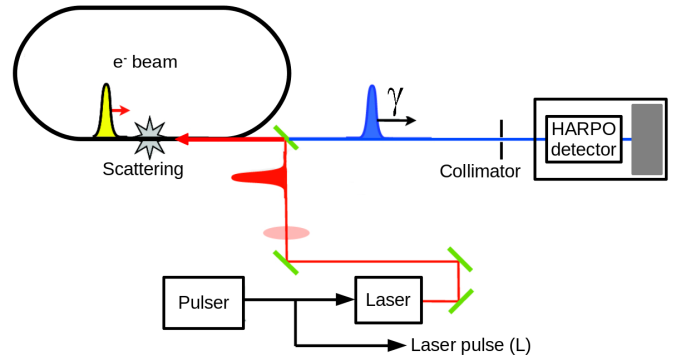 e⁻ beam
γ
Scattering
Collimator
HARPO
detector
Pulser
Laser
Laser pulse (L)